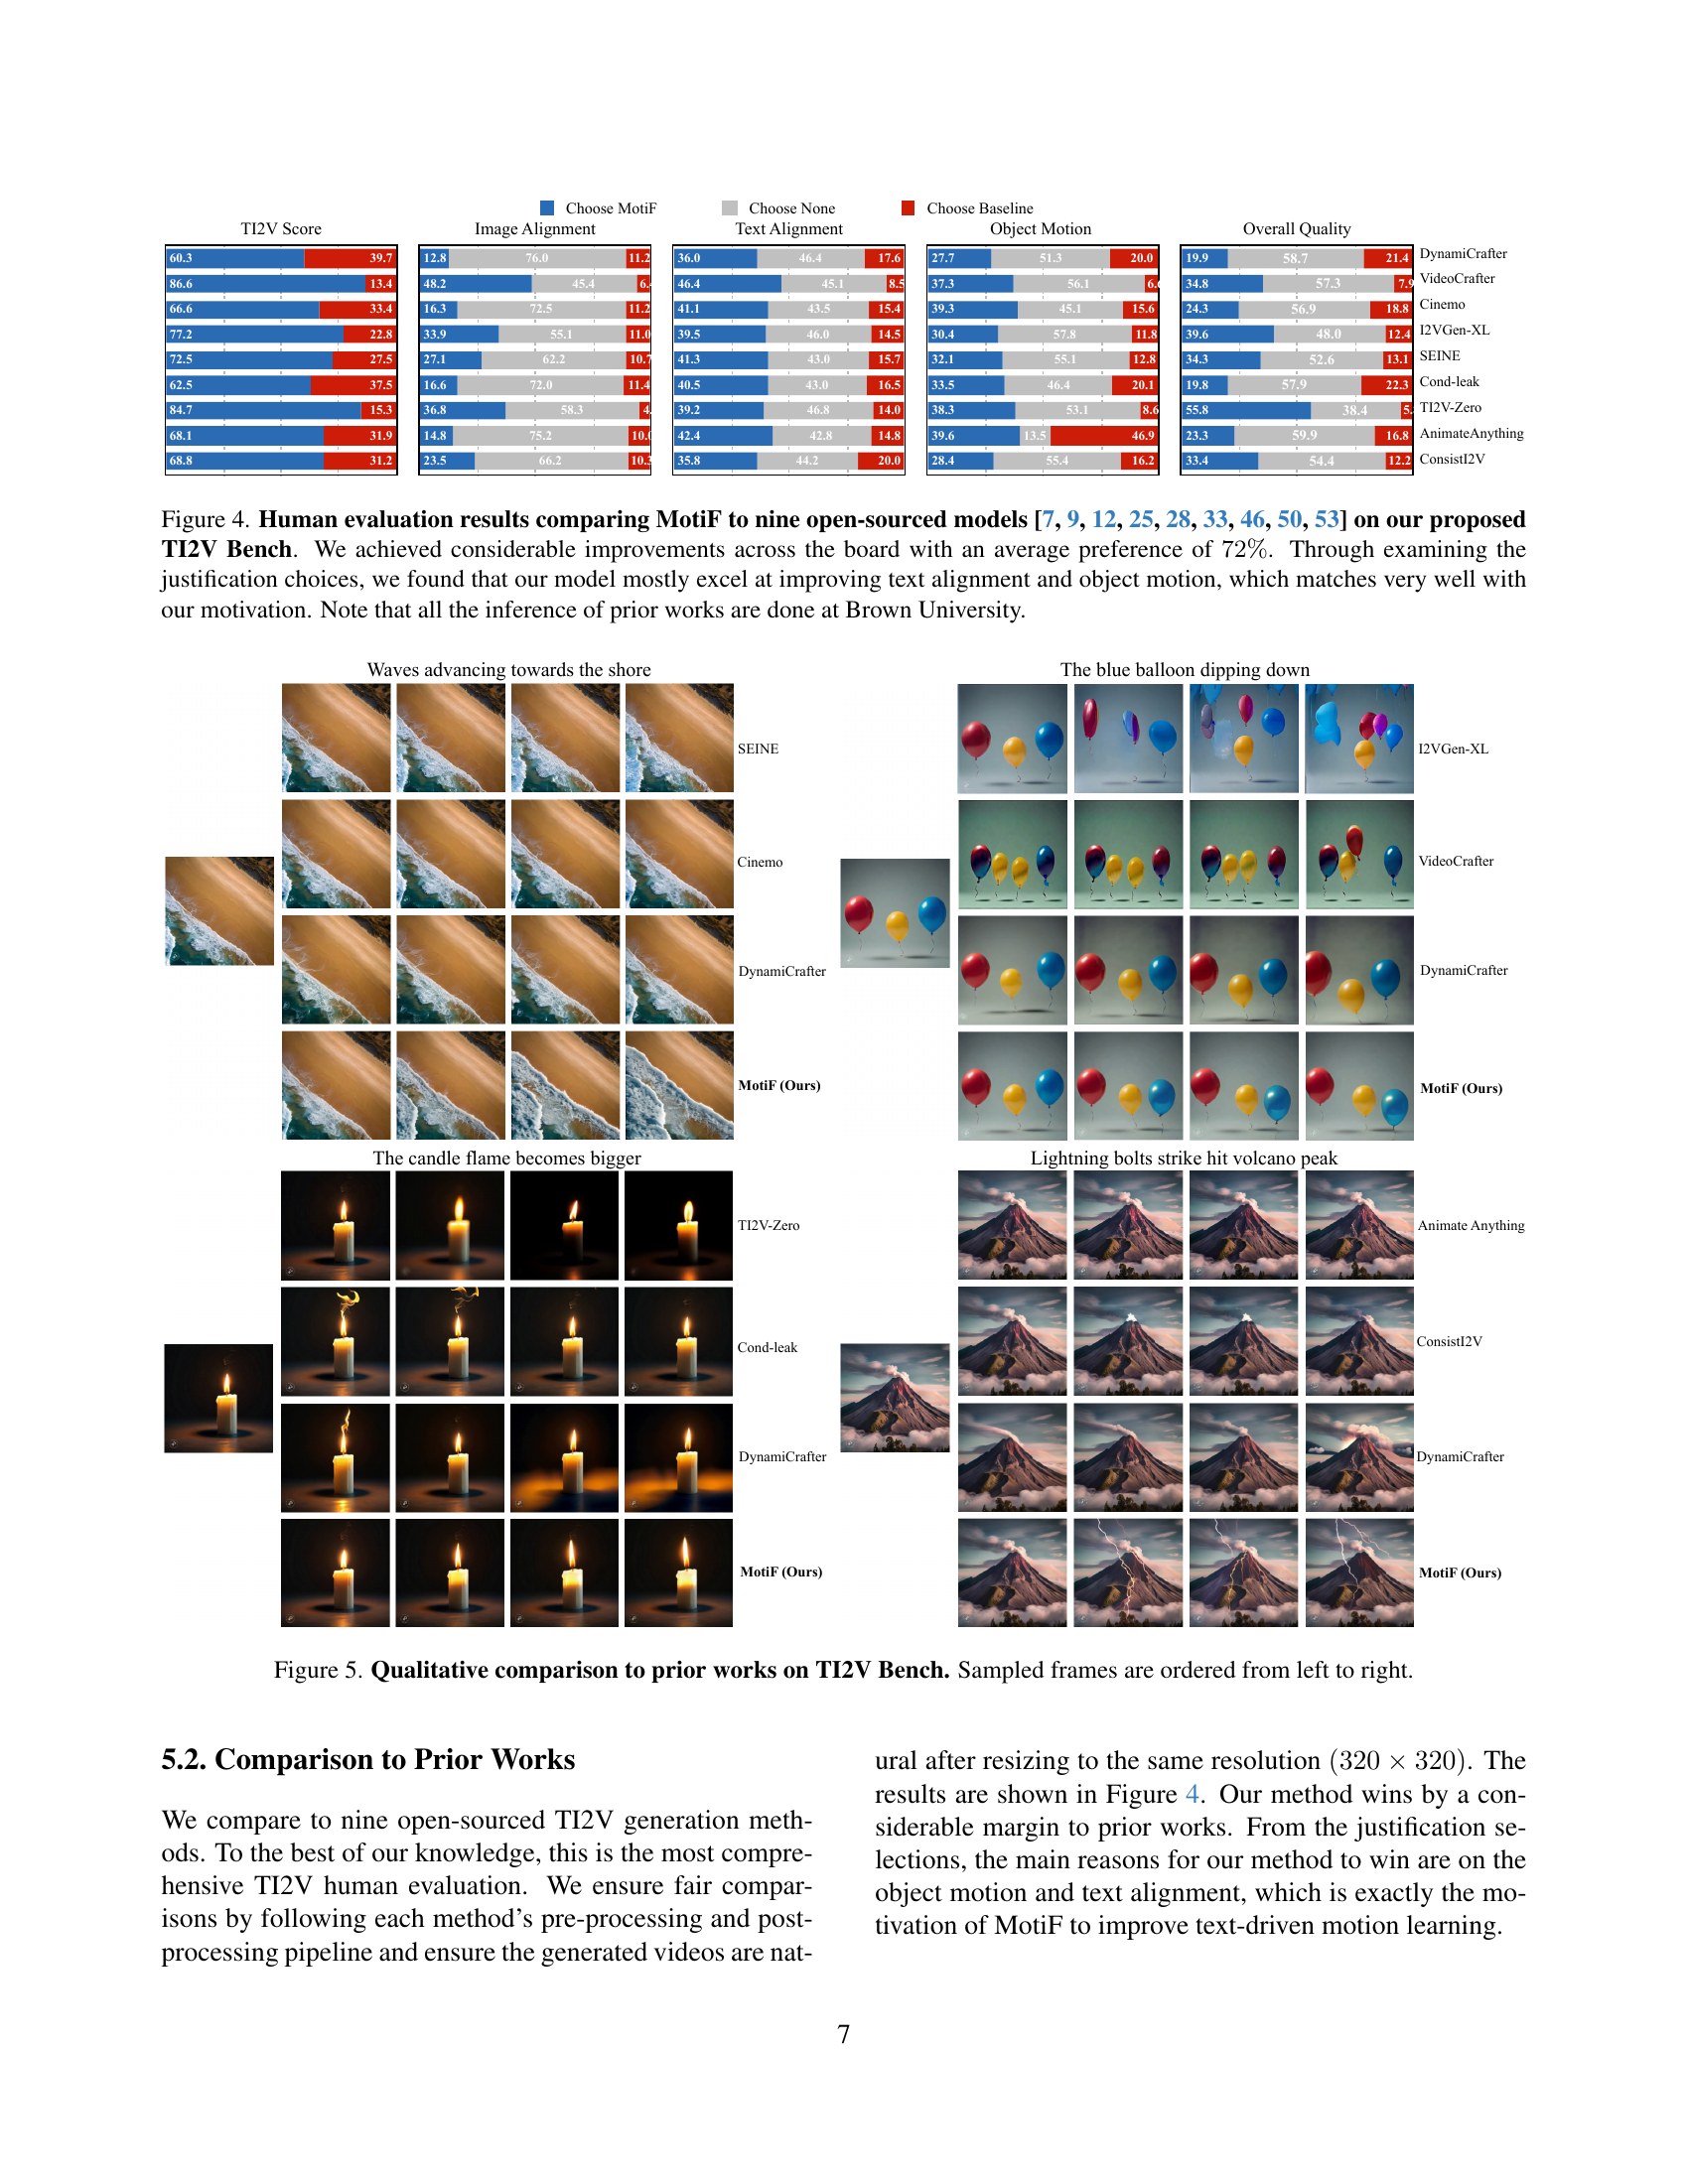 Choose MotiF Choose None Choose Baseline
TI2V Score Image Alignment Text Alignment Object Motion Overall Quality
60.3 39.7 12.8 76.0 11.2 36.0 46.4 17.6 27.7 51.3 20.0 19.9 58.7 21.4 DynamiCrafter
86.6 13.4 48.2 45.4 6. 46.4 45.1 8.5 37.3 56.1 6. 34.8 57.3 7.9 VideoCrafter
66.6 33.4 16.3 72.5 11.2 41.1 43.5 15.4 39.3 45.1 15.6 24.3 56.9 18.8 Cinemo
77.2 22.8 33.9 55.1 11.0 39.5 46.0 14.5 30.4 57.8 11.8 39.6 48.0 12.4 I2VGen-XL
72.5 27.5 27.1 62.2 10.7 41.3 43.0 15.7 32.1 55.1 12.8 34.3 52.6 13.1 SEINE
62.5 37.5 16.6 72.0 11.4 40.5 43.0 16.5 33.5 46.4 20.1 19.8 57.9 22.3 Cond-leak
84.7 15.3 36.8 58.3 4. 39.2 46.8 14.0 38.3 53.1 8.6 55.8 38.4 5. TI2V-Zero
68.1 31.9 14.8 75.2 10.0 42.4 42.8 14.8 39.6 13.5 46.9 23.3 59.9 16.8 AnimateAnything
68.8 31.2 23.5 66.2 10.3 35.8 44.2 20.0 28.4 55.4 16.2 33.4 54.4 12.2 ConsistI2V
Figure 4. Human evaluation results comparing MotiF to nine open-sourced models [7, 9, 12, 25, 28, 33, 46, 50, 53] on our proposed
TI2V Bench. We achieved considerable improvements across the board with an average preference of 72%. Through examining the
justification choices, we found that our model mostly excel at improving text alignment and object motion, which matches very well with
our motivation. Note that all the inference of prior works are done at Brown University.
Waves advancing towards the shore
SEINE
Cinemo
DynamiCrafter
MotiF (Ours)
The blue balloon dipping down
I2VGen-XL
VideoCrafter
DynamiCrafter
MotiF (Ours)
The candle flame becomes bigger
TI2V-Zero
Cond-leak
DynamiCrafter
MotiF (Ours)
Lightning bolts strike hit volcano peak
Animate Anything
ConsistI2V
DynamiCrafter
MotiF (Ours)
Figure 5. Qualitative comparison to prior works on TI2V Bench. Sampled frames are ordered from left to right.
5.2. Comparison to Prior Works
We compare to nine open-sourced TI2V generation meth-
ods. To the best of our knowledge, this is the most compre-
hensive TI2V human evaluation. We ensure fair compar-
isons by following each method's pre-processing and post-
processing pipeline and ensure the generated videos are nat-
ural after resizing to the same resolution (320 × 320). The
results are shown in Figure 4. Our method wins by a con-
siderable margin to prior works. From the justification se-
lections, the main reasons for our method to win are on the
object motion and text alignment, which is exactly the mo-
tivation of MotiF to improve text-driven motion learning.
7